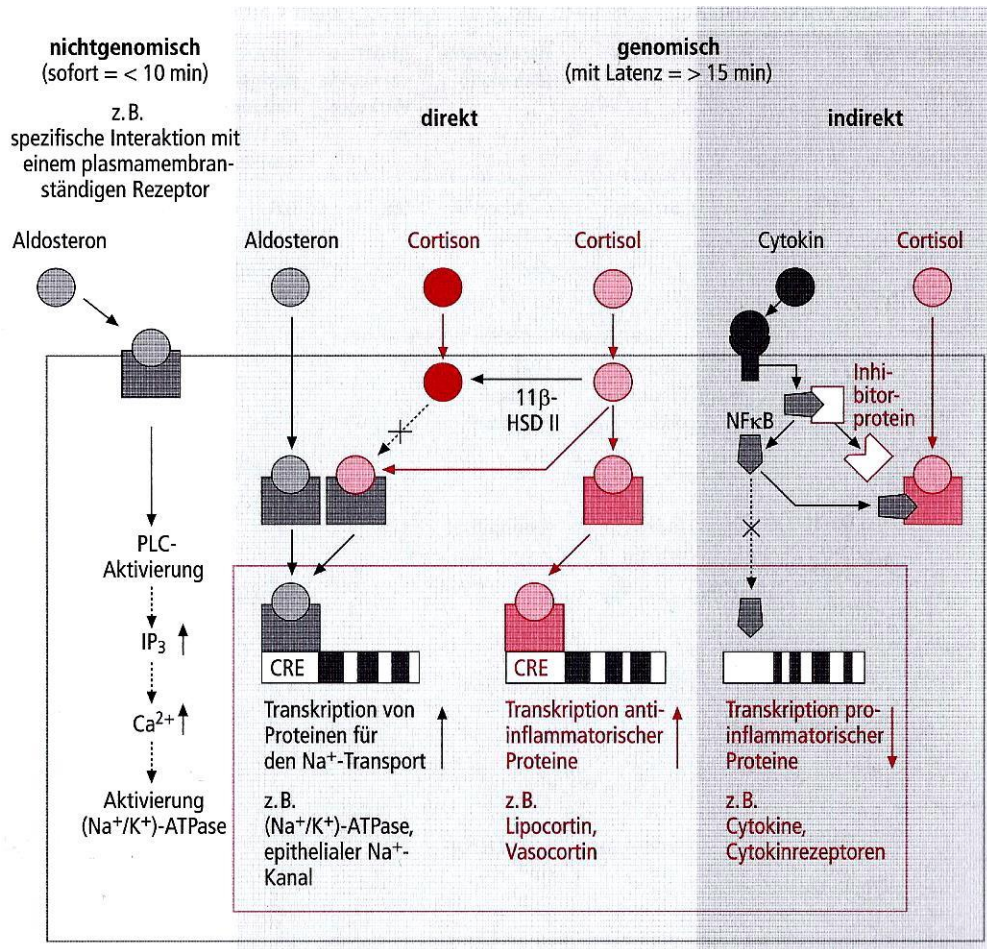 nichtgenomisch
(sofort = < 10 min)
z. B.
spezifische Interaktion mit
einem plasmamembran-
ständigen Rezeptor
genomisch
(mit Latenz = > 15 min)
direkt
indirekt
Aldosteron
Aldosteron
Cortison
Cortisol
Cytokin
Cortisol
11β-
HSD II
NFκB
Inhi-
bitor-
protein
PLC-
Aktivierung
IP₃
Ca²⁺
Aktivierung
(Na⁺/K⁺)-ATPase
CRE
Transkription von
Proteinen für
den Na⁺-Transport
z. B.
(Na⁺/K⁺)-ATPase,
epithelialer Na⁺-
Kanal
CRE
Transkription anti-
inflammatorischer
Proteine
z. B.
Lipocortin,
Vasocortin
Transkription pro-
inflammatorischer
Proteine
z. B.
Cytokine,
Cytokinrezeptoren